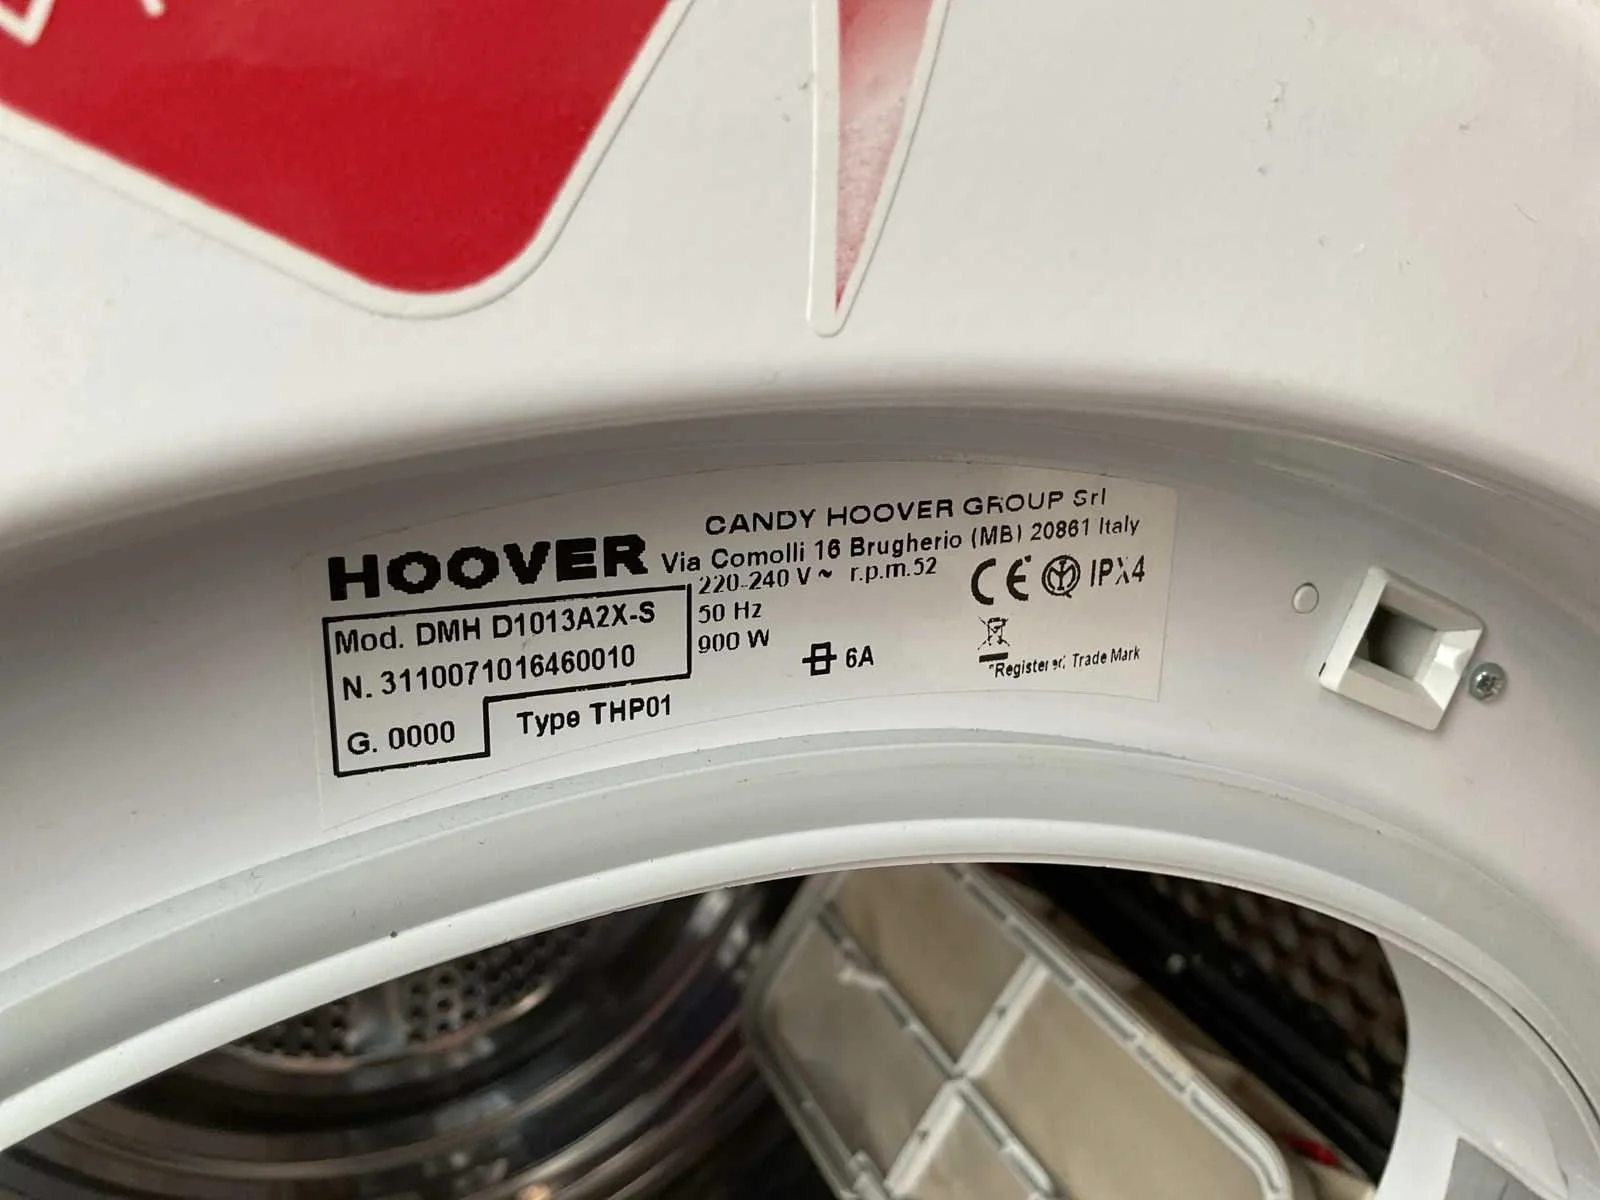 HOOVER
CANDY HOOVER GROUP Srl
Via Comolli 16 Brugherio (MB) 20861 Italy
220-240 V ~ r.p.m.52
50 Hz
900 W
6A
CE IPX4
"Registered Trade Mark
Mod. DMH D1013A2X-S
N. 3110071016460010
G. 0000
Type THP01